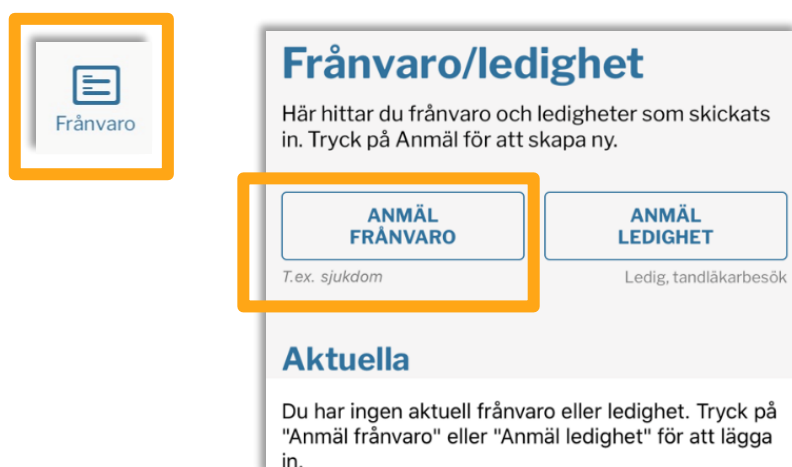 Frånvaro
Frånvaro/ledighet
Här hittar du frånvaro och ledigheter som skickats
in. Tryck på Anmäl för att skapa ny.
ANMÄL
FRÅNVARO
T.ex. sjukdom
ANMÄL
LEDIGHET
Ledig, tandläkarbesök
Aktuella
Du har ingen aktuell frånvaro eller ledighet. Tryck på
"Anmäl frånvaro" eller "Anmäl ledighet" för att lägga
in.